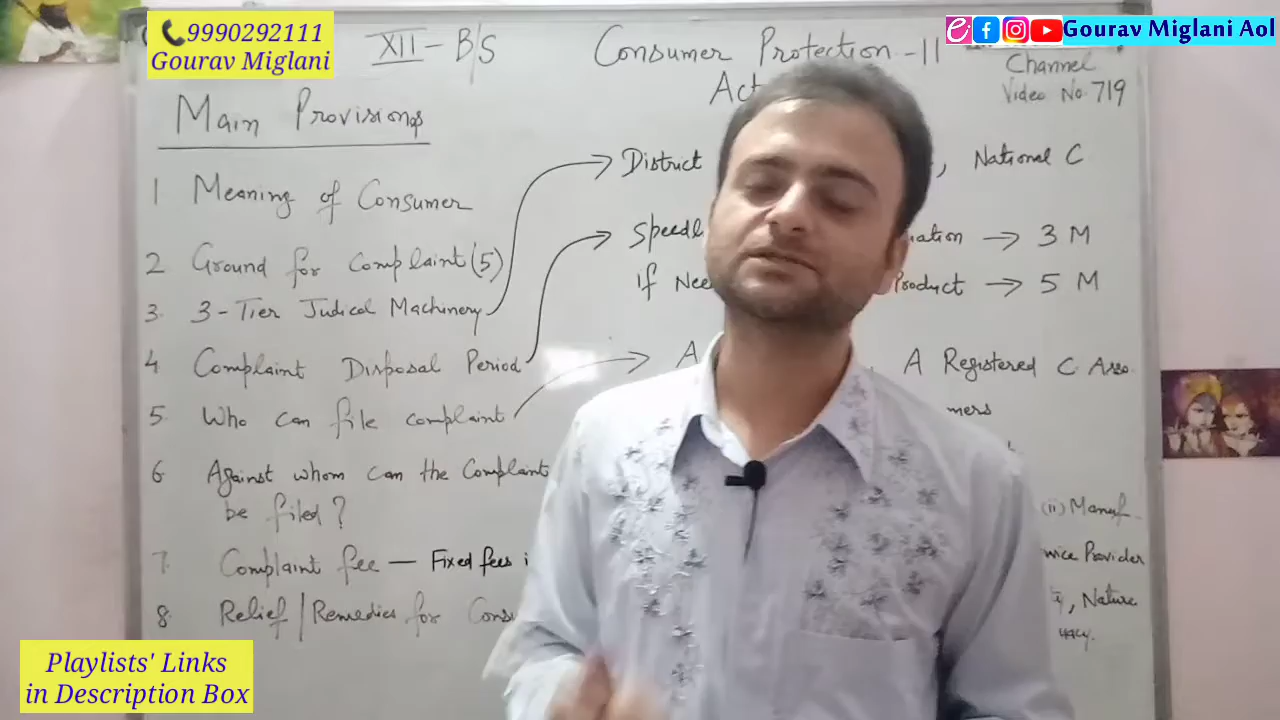 📞9990292111
Gourav Miglani
Gourav Miglani Aol
XII - B/S
Consumer Protection - II
Act
Channel
Video No. 719
Main Provisions
1 Meaning of Consumer
2 Ground for Complaint (5)
3. 3-Tier Judical Machinery
4 Complaint Disposal Period
5 Who can file complaint
6 Against whom can the Complaint
be filed ?
7. Complaint fee — Fixed fees
8. Relief / Remedies for
District , National C
→ 3 M
if Product → 5 M
A A Registered C Asso.
(ii) Manuf
Provider
, Nature
Playlists' Links
in Description Box